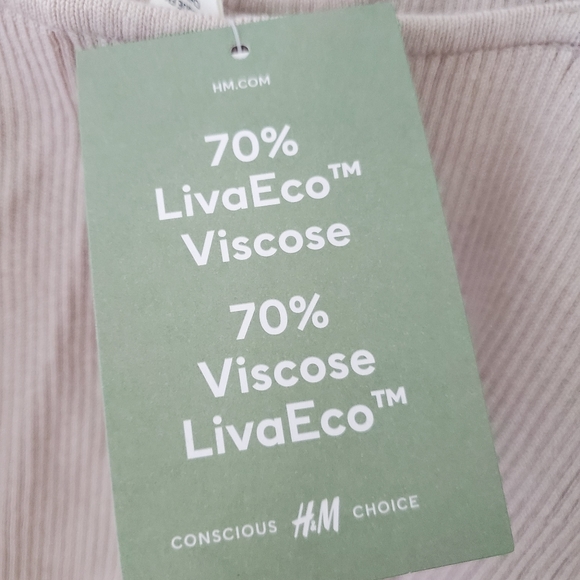 HM.COM
70%
LivaEco™
Viscose
70%
Viscose
LivaEco™
CONSCIOUS H&M CHOICE